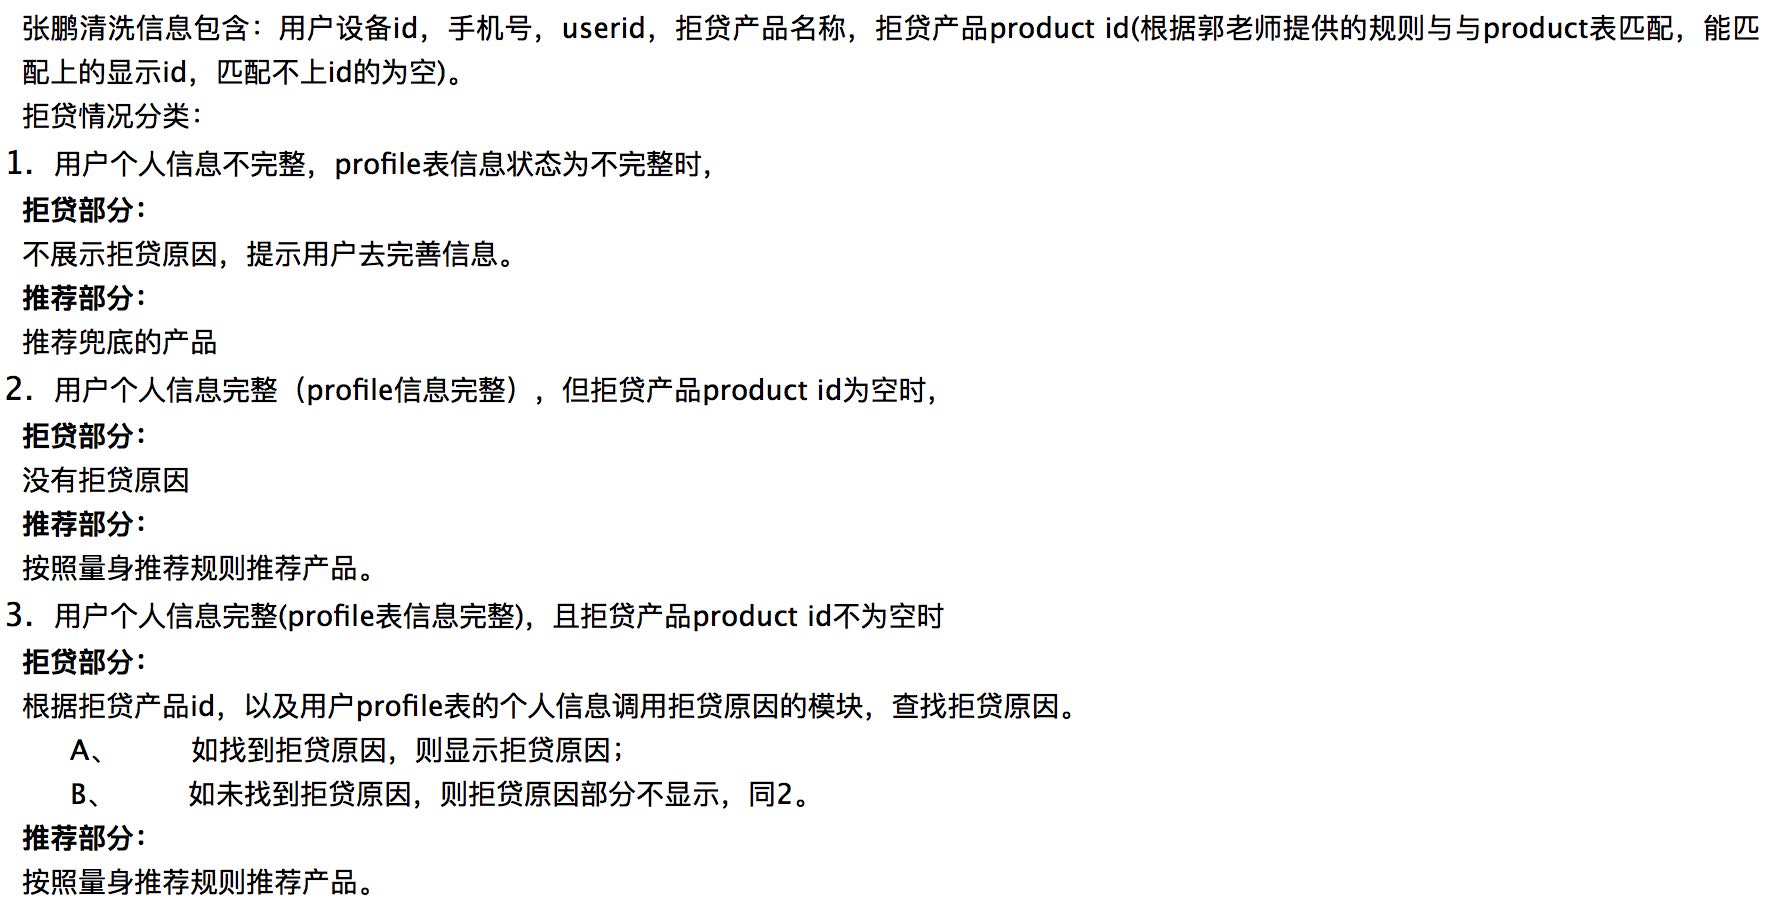 张鹏清洗信息包含：用户设备id，手机号，userid，拒贷产品名称，拒贷产品product id(根据郭老师提供的规则与与product表匹配，能匹
配上的显示id，匹配不上id的为空)。
拒贷情况分类：
1. 用户个人信息不完整，profile表信息状态为不完整时，
拒贷部分：
不展示拒贷原因，提示用户去完善信息。
推荐部分：
推荐兜底的产品
2. 用户个人信息完整（profile信息完整），但拒贷产品product id为空时，
拒贷部分：
没有拒贷原因
推荐部分：
按照量身推荐规则推荐产品。
3. 用户个人信息完整(profile表信息完整)，且拒贷产品product id不为空时
拒贷部分：
根据拒贷产品id，以及用户profile表的个人信息调用拒贷原因的模块，查找拒贷原因。
A、 如找到拒贷原因，则显示拒贷原因；
B、 如未找到拒贷原因，则拒贷原因部分不显示，同2。
推荐部分：
按照量身推荐规则推荐产品。